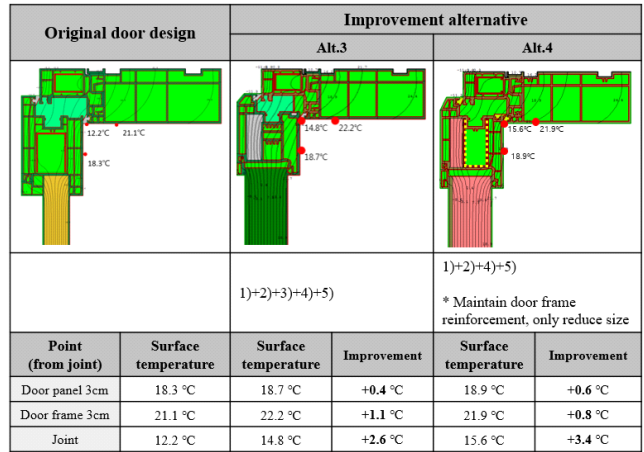 Original door design
Improvement alternative
Alt.3
Alt.4
12.2℃
21.1℃
18.3℃
14.8℃
22.2℃
18.7℃
15.6℃
21.9℃
18.9℃
1)+2)+3)+4)+5)
1)+2)+4)+5)
* Maintain door frame
reinforcement, only reduce size
Point
(from joint)
Surface
temperature
Surface
temperature
Improvement
Surface
temperature
Improvement
Door panel 3cm
18.3 ℃
18.7 ℃
+0.4 ℃
18.9 ℃
+0.6 ℃
Door frame 3cm
21.1 ℃
22.2 ℃
+1.1 ℃
21.9 ℃
+0.8 ℃
Joint
12.2 ℃
14.8 ℃
+2.6 ℃
15.6 ℃
+3.4 ℃